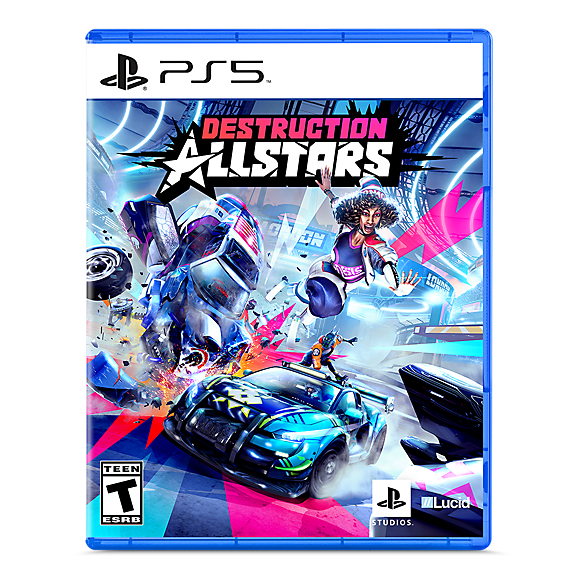 PS5
DESTRUCTION
ALLSTARS
TEEN
T
ESRB
STUDIOS
Lucid